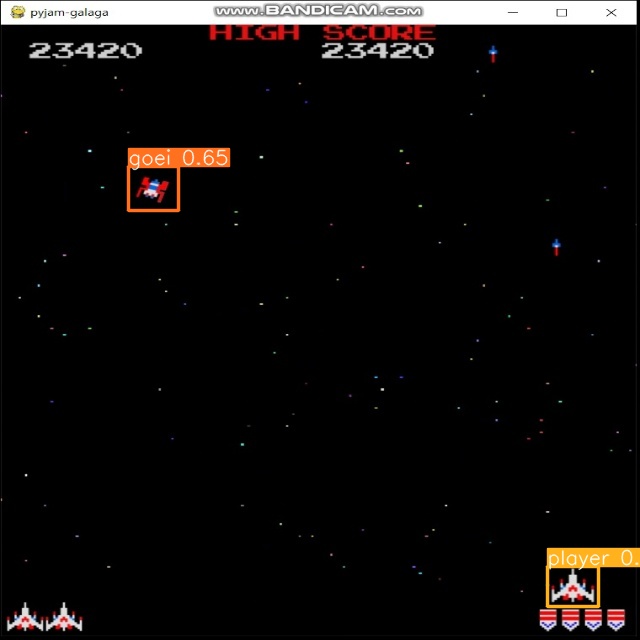 pyjam-galaga
www.BANDICAM.com
HIGH SCORE
23420
23420
goei 0.65
player 0.